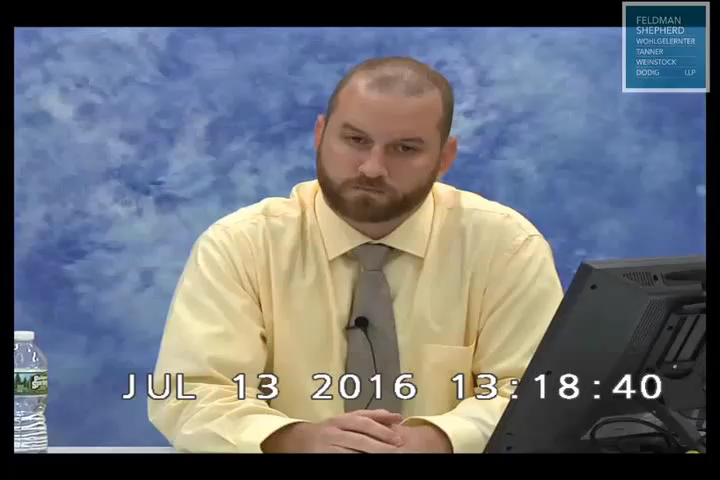 FELDMAN
SHEPHERD
WOHLGELERNTER
TANNER
WEINSTOCK
DODIG LLP
JUL 13 2016 13:18:40